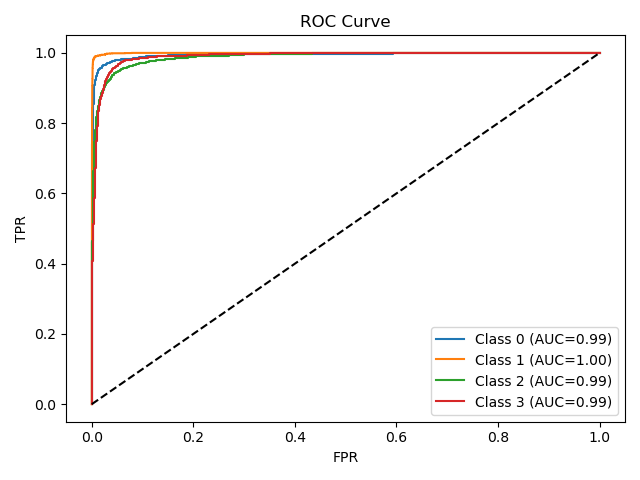 ROC Curve
1.0
0.8
0.6
0.4
0.2
0.0
TPR
Class 0 (AUC=0.99)
Class 1 (AUC=1.00)
Class 2 (AUC=0.99)
Class 3 (AUC=0.99)
0.0 0.2 0.4 0.6 0.8 1.0
FPR